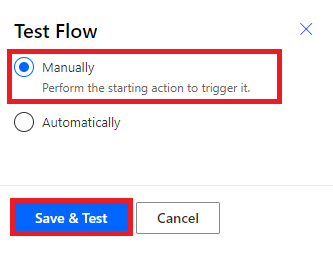 Test Flow
Manually
Perform the starting action to trigger it.
Automatically
Save & Test
Cancel